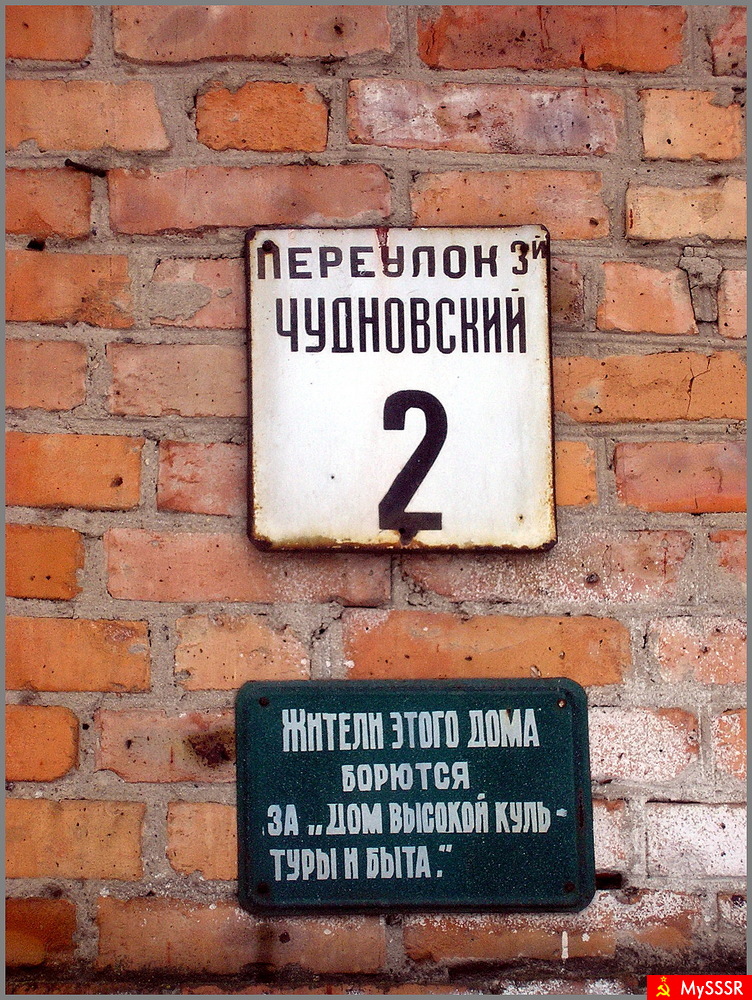 ПЕРЕУЛОК 3й
ЧУДНОВСКИЙ
2
ЖИТЕЛИ ЭТОГО ДОМА
БОРЮТСЯ
ЗА „ДОМ ВЫСОКОЙ КУЛЬ-
ТУРЫ И БЫТА."
MySSSR